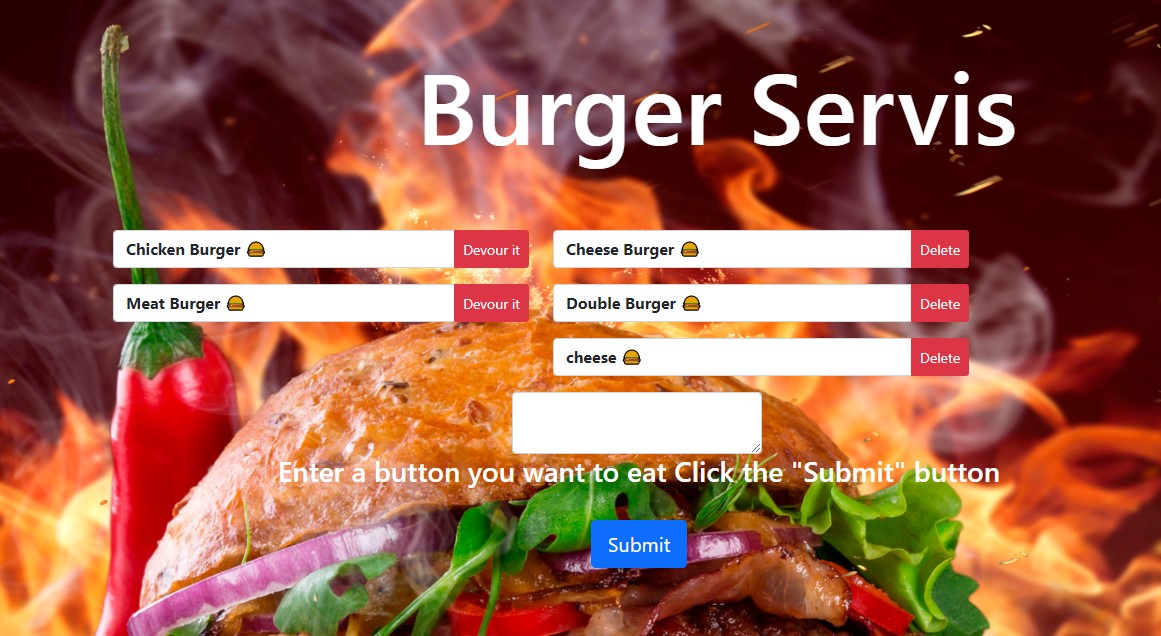 Burger Servis
Chicken Burger 🍔 Devour it
Cheese Burger 🍔 Delete
Meat Burger 🍔 Devour it
Double Burger 🍔 Delete
cheese 🍔 Delete
Enter a button you want to eat Click the "Submit" button
Submit